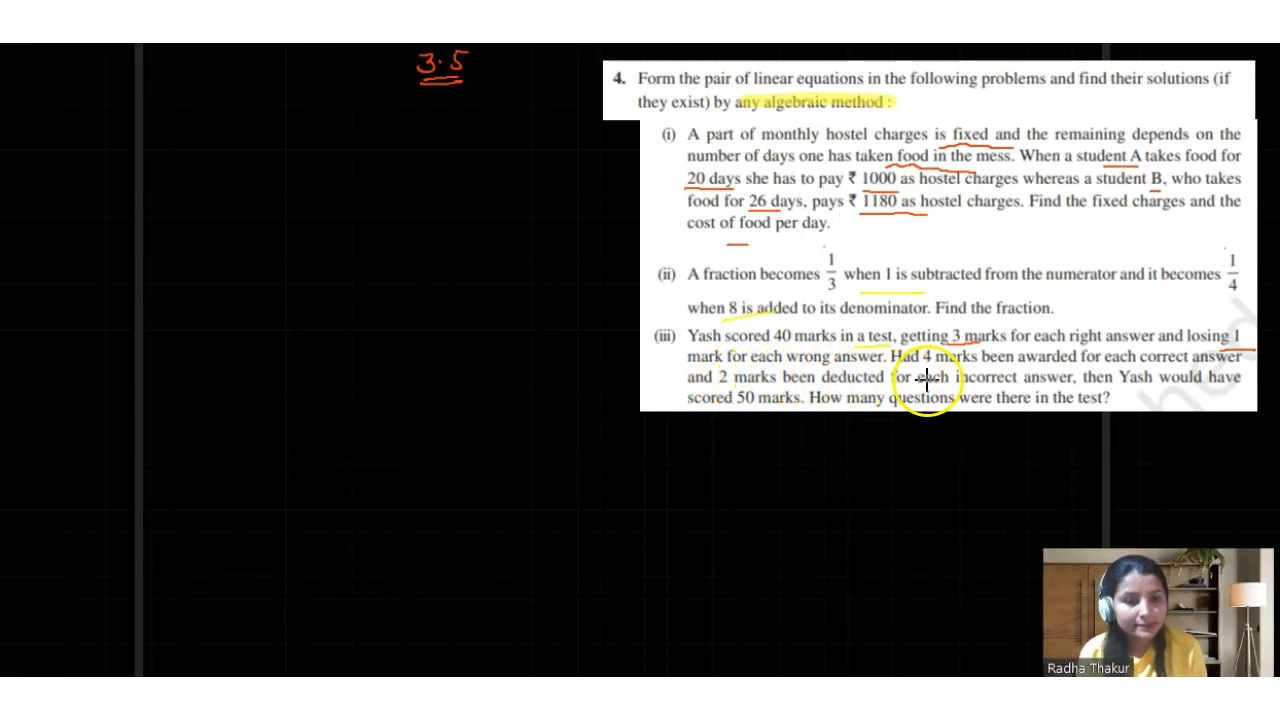 3.5
4. Form the pair of linear equations in the following problems and find their solutions (if
they exist) by any algebraic method :
(i) A part of monthly hostel charges is fixed and the remaining depends on the
number of days one has taken food in the mess. When a student A takes food for
20 days she has to pay ₹ 1000 as hostel charges whereas a student B, who takes
food for 26 days, pays ₹ 1180 as hostel charges. Find the fixed charges and the
cost of food per day.
(ii) A fraction becomes 1/3 when 1 is subtracted from the numerator and it becomes 1/4
when 8 is added to its denominator. Find the fraction.
(iii) Yash scored 40 marks in a test, getting 3 marks for each right answer and losing 1
mark for each wrong answer. Had 4 marks been awarded for each correct answer
and 2 marks been deducted for each incorrect answer, then Yash would have
scored 50 marks. How many questions were there in the test?
Radha Thakur